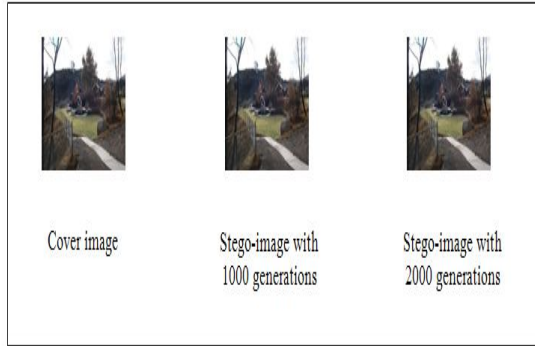 Cover image
Stego-image with
1000 generations
Stego-image with
2000 generations